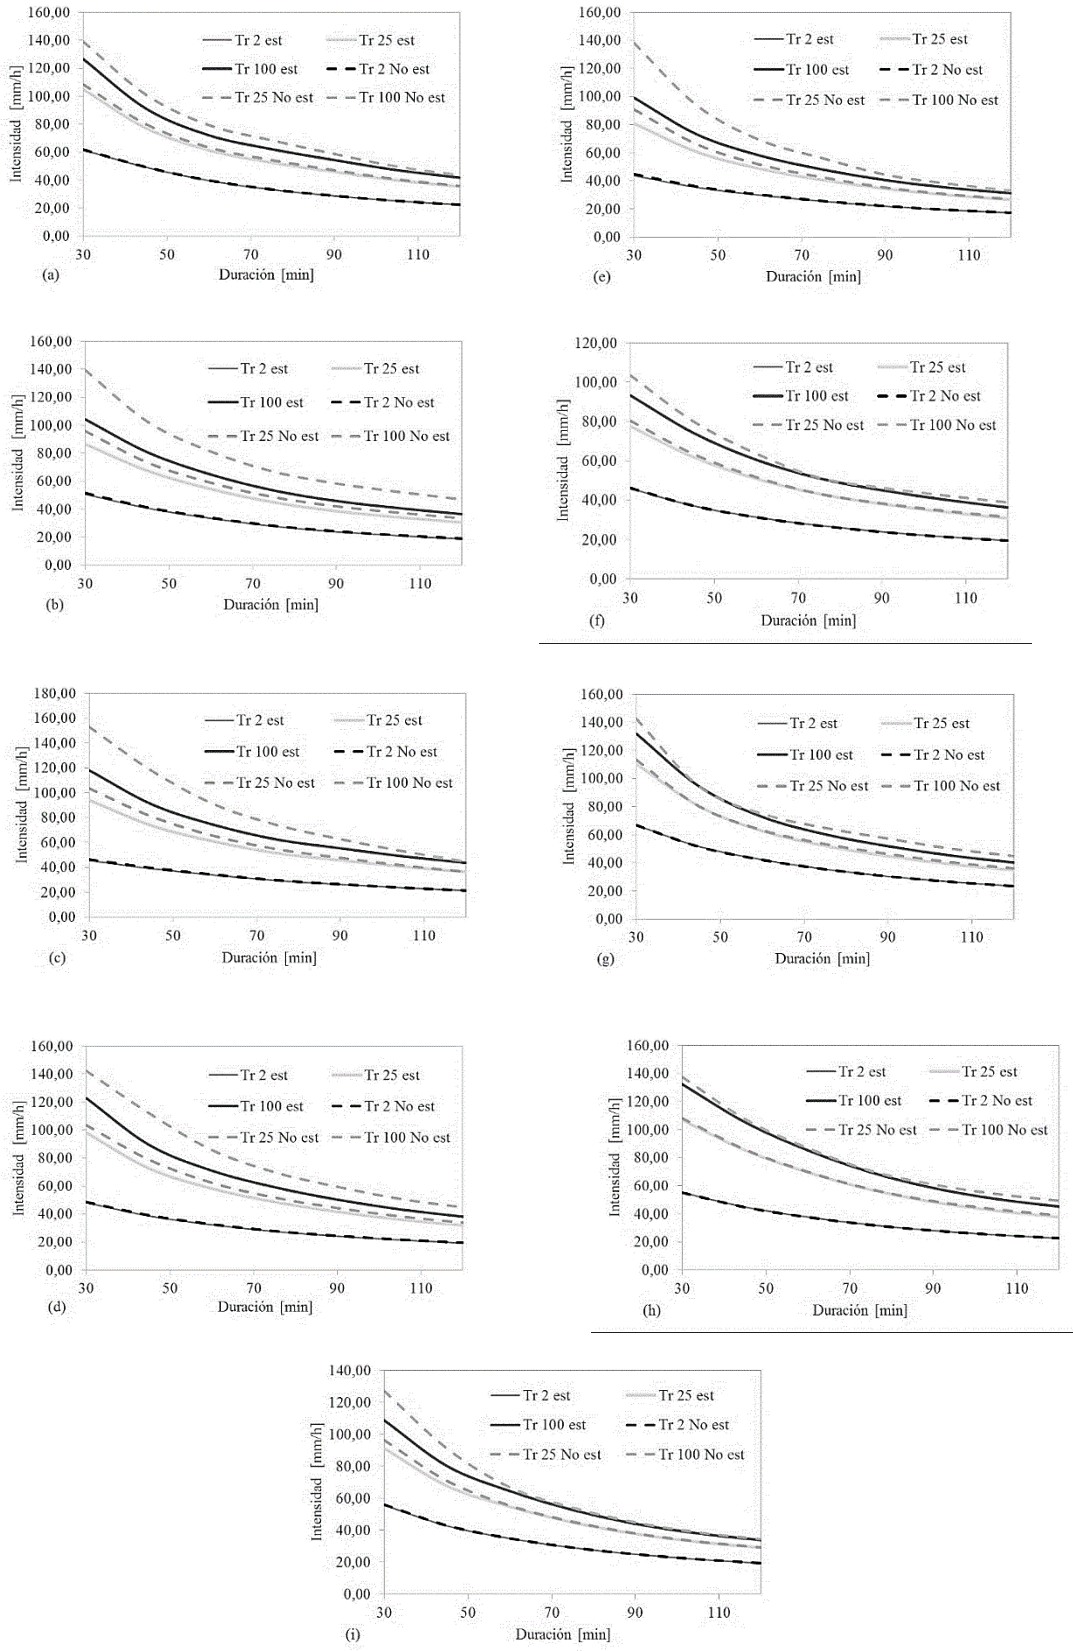 160,00
140,00
120,00
100,00
80,00
60,00
40,00
20,00
0,00
Intensidad [mm/h]
Tr 2 est Tr 25 est
Tr 100 est Tr 2 No est
Tr 25 No est Tr 100 No est
30 50 70 90 110
Duración [min]
(a)
160,00
140,00
120,00
100,00
80,00
60,00
40,00
20,00
0,00
Intensidad [mm/h]
Tr 2 est Tr 25 est
Tr 100 est Tr 2 No est
Tr 25 No est Tr 100 No est
30 50 70 90 110
Duración [min]
(e)
160,00
140,00
120,00
100,00
80,00
60,00
40,00
20,00
0,00
Intensidad [mm/h]
Tr 2 est Tr 25 est
Tr 100 est Tr 2 No est
Tr 25 No est Tr 100 No est
30 50 70 90 110
Duración [min]
(b)
120,00
100,00
80,00
60,00
40,00
20,00
0,00
Intensidad [mm/h]
Tr 2 est Tr 25 est
Tr 100 est Tr 2 No est
Tr 25 No est Tr 100 No est
30 50 70 90 110
Duración [min]
(f)
180,00
160,00
140,00
120,00
100,00
80,00
60,00
40,00
20,00
0,00
Intensidad [mm/h]
Tr 2 est Tr 25 est
Tr 100 est Tr 2 No est
Tr 25 No est Tr 100 No est
30 50 70 90 110
Duración [min]
(c)
160,00
140,00
120,00
100,00
80,00
60,00
40,00
20,00
0,00
Intensidad [mm/h]
Tr 2 est Tr 25 est
Tr 100 est Tr 2 No est
Tr 25 No est Tr 100 No est
30 50 70 90 110
Duración [min]
(g)
160,00
140,00
120,00
100,00
80,00
60,00
40,00
20,00
0,00
Intensidad [mm/h]
Tr 2 est Tr 25 est
Tr 100 est Tr 2 No est
Tr 25 No est Tr 100 No est
30 50 70 90 110
Duración [min]
(d)
160,00
140,00
120,00
100,00
80,00
60,00
40,00
20,00
0,00
Intensidad [mm/h]
Tr 2 est Tr 25 est
Tr 100 est Tr 2 No est
Tr 25 No est Tr 100 No est
30 50 70 90 110
Duración [min]
(h)
140,00
120,00
100,00
80,00
60,00
40,00
20,00
0,00
Intensidad [mm/h]
Tr 2 est Tr 25 est
Tr 100 est Tr 2 No est
Tr 25 No est Tr 100 No est
30 50 70 90 110
Duración [min]
(i)